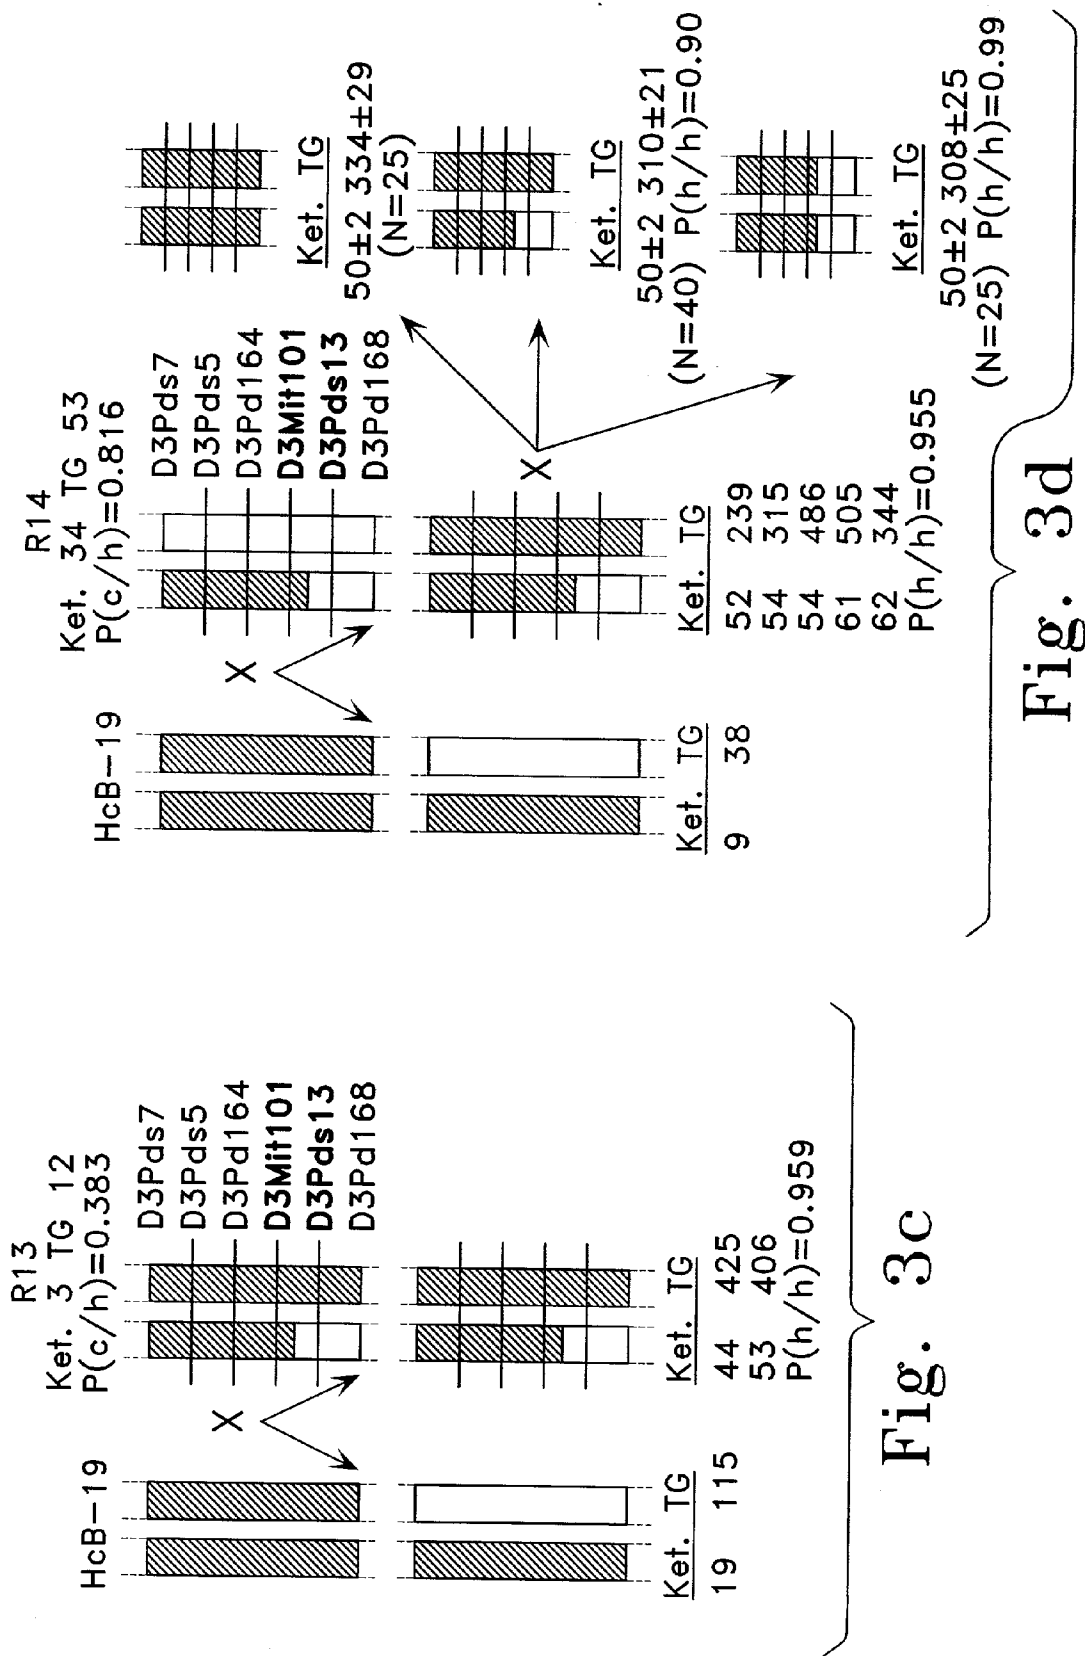 HcB-19
R13
Ket. 3 TG 12
P(c/h)=0.383
D3Pds7
D3Pds5
D3Pd164
D3Mit101
D3Pds13
D3Pd168
X
Ket. TG
19 115
Ket. TG
44 425
53 406
P(h/h)=0.959
Fig. 3c
HcB-19
R14
Ket. 34 TG 53
P(c/h)=0.816
D3Pds7
D3Pds5
D3Pd164
D3Mit101
D3Pds13
D3Pd168
X
Ket. TG
9 38
Ket. TG
52 239
54 315
54 486
61 505
62 344
P(h/h)=0.955
X
Ket. TG
50±2 334±29
(N=25)
Ket. TG
50±2 310±21
(N=40) P(h/h)=0.90
Ket. TG
50±2 308±25
(N=25) P(h/h)=0.99
Fig. 3d